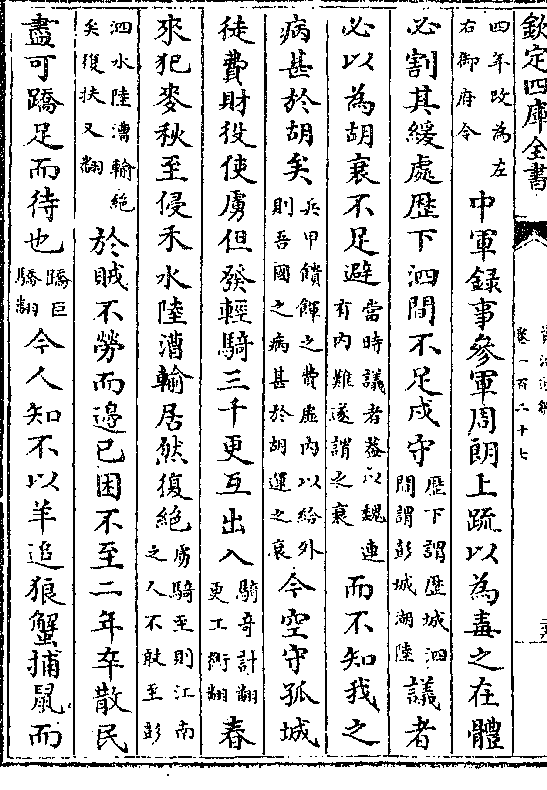 欽定四庫全書
資治通鑑
卷一百二十七
四年改為左右御府令中軍録事參軍周朗上疏以為毒之在體
必割其緩處歴下泗間不足戍守歴下謂歴城泗間謂彭城湖陸議者
必以為胡衰不足避當時議者葢以魏連有内難遂謂之衰而不知我之
病甚於胡矣兵甲饋餫之費虚内以給外則吾國之病甚於胡運之衰今空守孤城
徒費財役使虜但發輕騎三千更互出入騎奇計翻更工衡翻春
來犯麥秋至侵禾水陸漕輸居然復絶虜騎至則江南之人不敢至彭
泗水陸漕輸絶矣復扶又翻於賊不勞而邊已困不至二年卒散民
盡可蹻足而待也蹻巨驕翻今人知不以羊追狼蟹捕鼠而